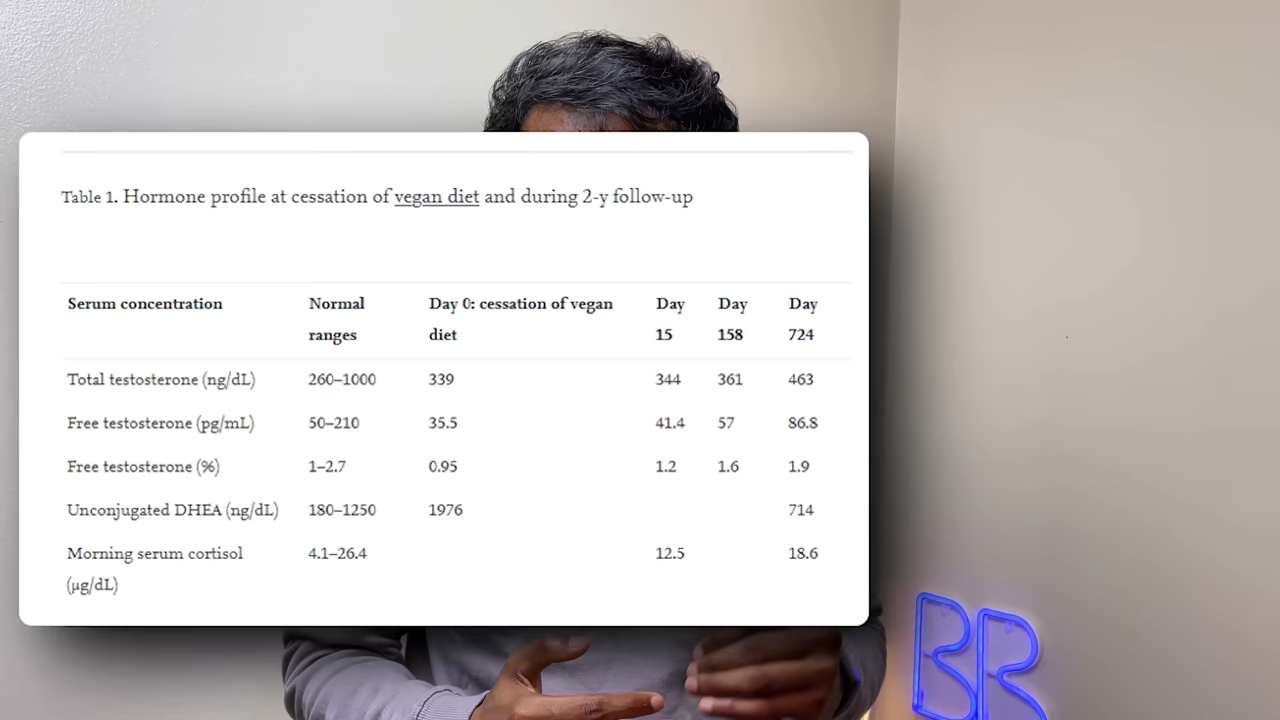 Table 1. Hormone profile at cessation of vegan diet and during 2-y follow-up
Serum concentration Normal ranges Day 0: cessation of vegan diet Day 15 Day 158 Day 724
Total testosterone (ng/dL) 260–1000 339 344 361 463
Free testosterone (pg/mL) 50–210 35.5 41.4 57 86.8
Free testosterone (%) 1–2.7 0.95 1.2 1.6 1.9
Unconjugated DHEA (ng/dL) 180–1250 1976 714
Morning serum cortisol (μg/dL) 4.1–26.4 12.5 18.6
BR